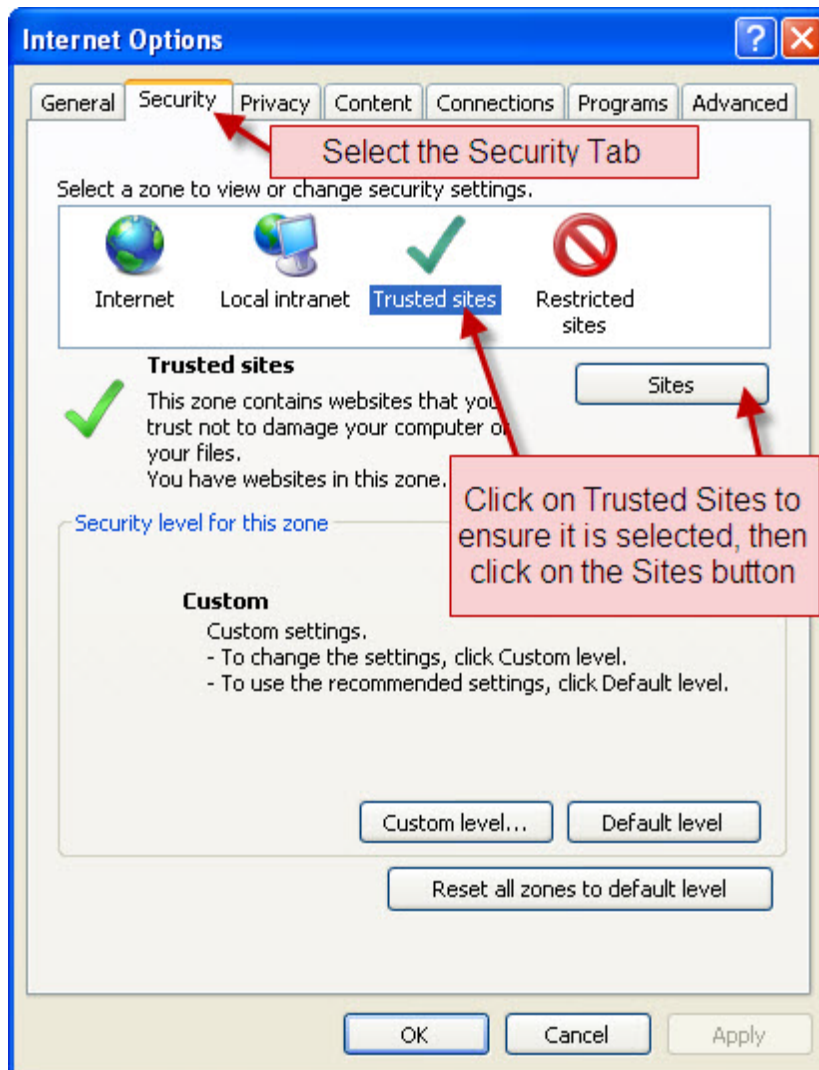 Internet Options
General Security Privacy Content Connections Programs Advanced
Select the Security Tab
Select a zone to view or change security settings.
Internet Local intranet Trusted sites Restricted
sites
Trusted sites
Sites
This zone contains websites that you
trust not to damage your computer or
your files.
You have websites in this zone.
Click on Trusted Sites to
ensure it is selected, then
click on the Sites button
Security level for this zone
Custom
Custom settings.
- To change the settings, click Custom level.
- To use the recommended settings, click Default level.
Custom level... Default level
Reset all zones to default level
OK Cancel Apply